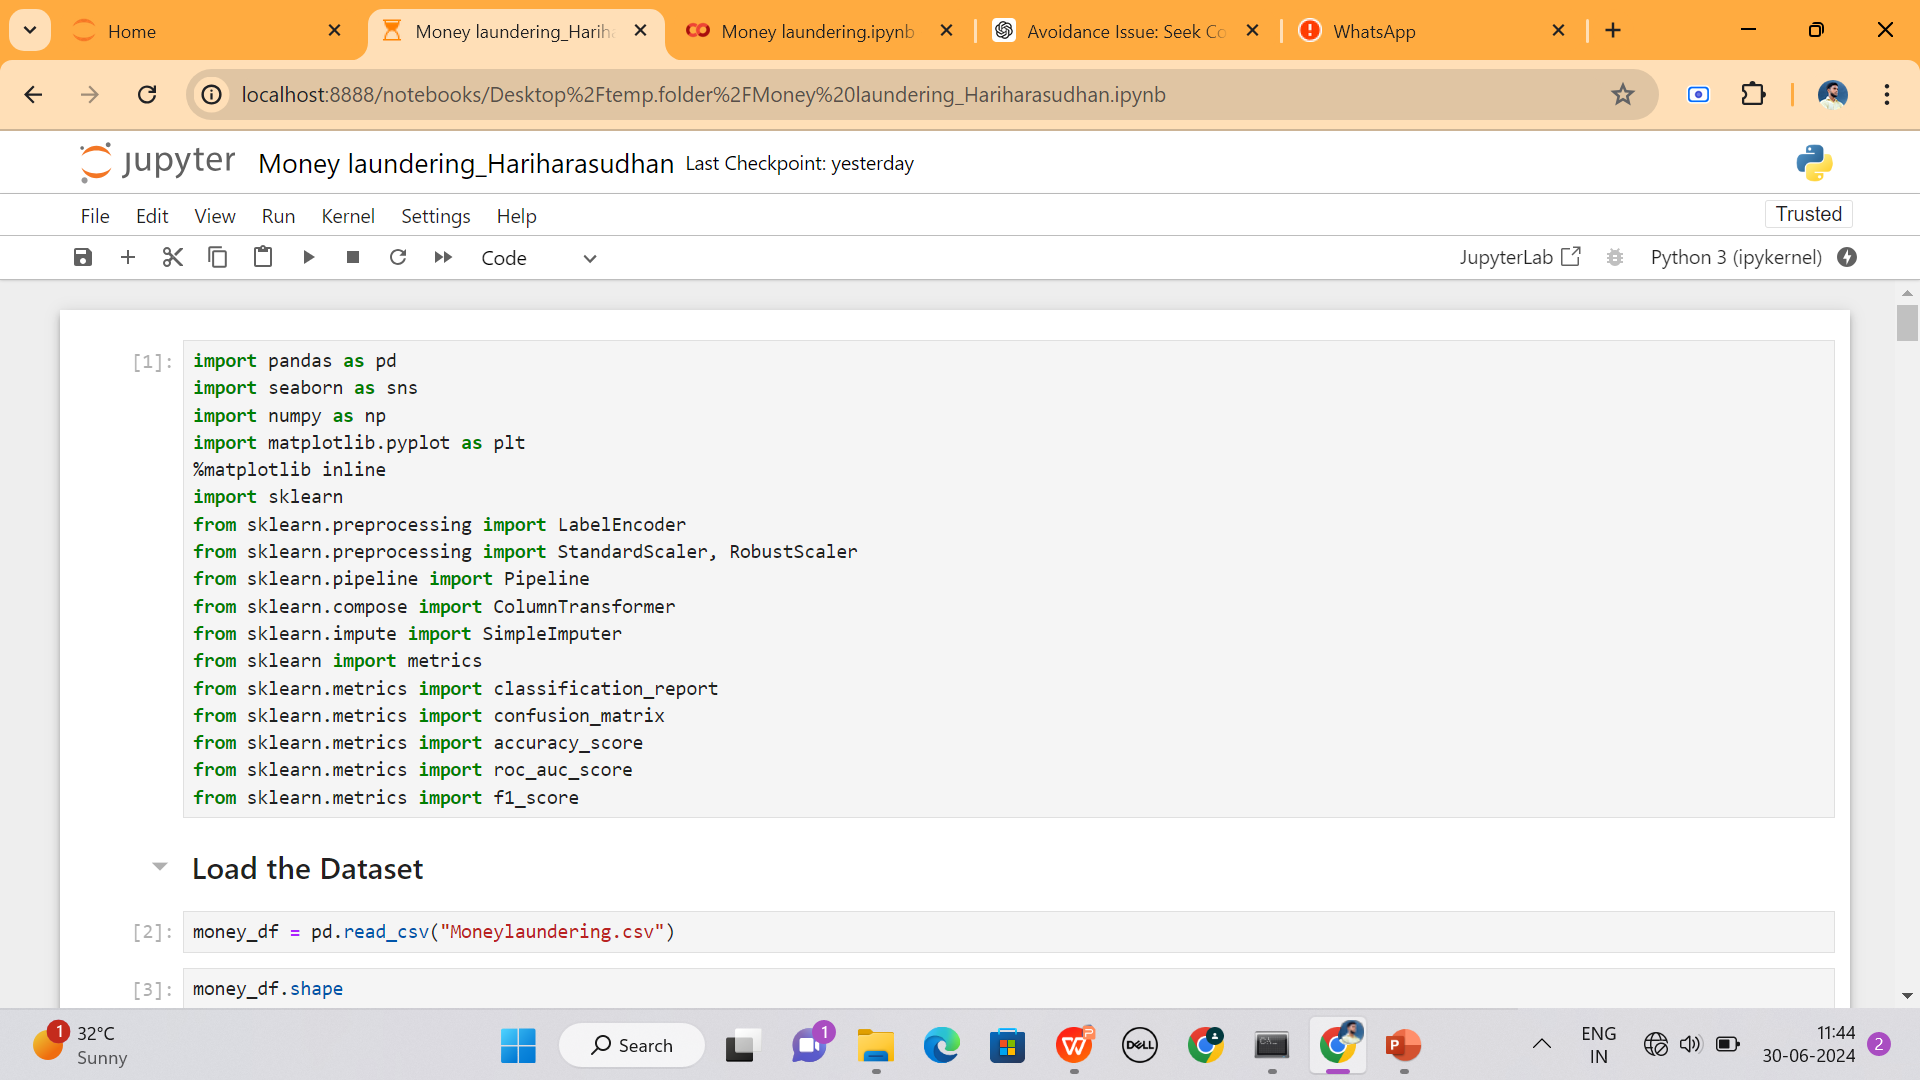 Home
Money laundering_Hariha
Money laundering.ipynb
Avoidance Issue: Seek Co
WhatsApp
localhost:8888/notebooks/Desktop%2Ftemp.folder%2FMoney%20laundering_Hariharasudhan.ipynb
jupyter Money laundering_Hariharasudhan Last Checkpoint: yesterday
File Edit View Run Kernel Settings Help
Trusted
Code
JupyterLab
Python 3 (ipykernel)
[1]:
import pandas as pd
import seaborn as sns
import numpy as np
import matplotlib.pyplot as plt
%matplotlib inline
import sklearn
from sklearn.preprocessing import LabelEncoder
from sklearn.preprocessing import StandardScaler, RobustScaler
from sklearn.pipeline import Pipeline
from sklearn.compose import ColumnTransformer
from sklearn.impute import SimpleImputer
from sklearn import metrics
from sklearn.metrics import classification_report
from sklearn.metrics import confusion_matrix
from sklearn.metrics import accuracy_score
from sklearn.metrics import roc_auc_score
from sklearn.metrics import f1_score
Load the Dataset
[2]: money_df = pd.read_csv("Moneylaundering.csv")
[3]: money_df.shape
1
32°C
Sunny
Search
1
DELL
ENG
IN
11:44
30-06-2024
2